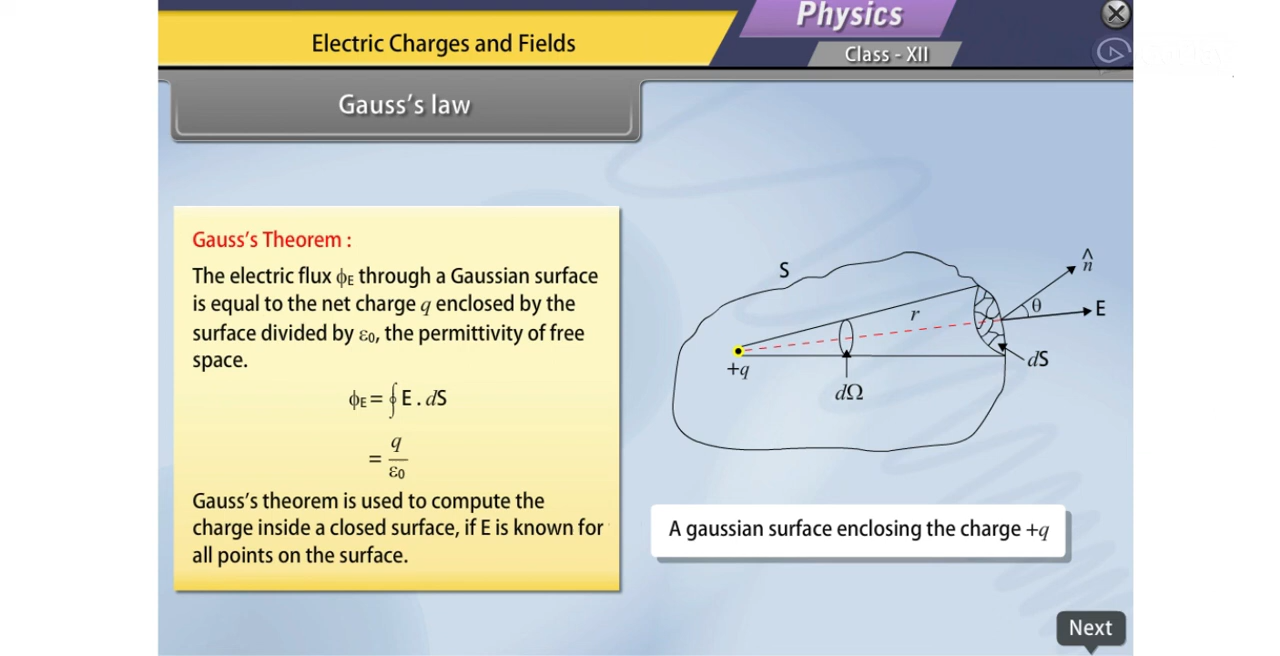 Physics
Electric Charges and Fields
Class - XII
Gauss's law
Gauss's Theorem :
The electric flux ϕE through a Gaussian surface
is equal to the net charge q enclosed by the
surface divided by ε0, the permittivity of free
space.
ϕE = ∮ E . dS
= q/ε0
Gauss's theorem is used to compute the
charge inside a closed surface, if E is known for
all points on the surface.
S
n̂
θ
E
r
+q
dS
dΩ
A gaussian surface enclosing the charge +q
Next